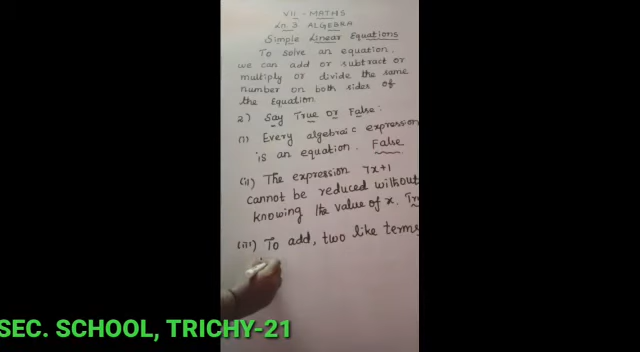 VII - MATHS
Ln. 3 ALGEBRA
Simple Linear Equations
To solve an equation,
we can add or subtract or
multiply or divide the same
number on both sides of
the Equation
2) Say True or False:
(i) Every algebraic expression
is an equation. False
(ii) The expression 7x+1
cannot be reduced without
knowing the value of x. Tr
(iii) To add, two like terms
SEC. SCHOOL, TRICHY-21